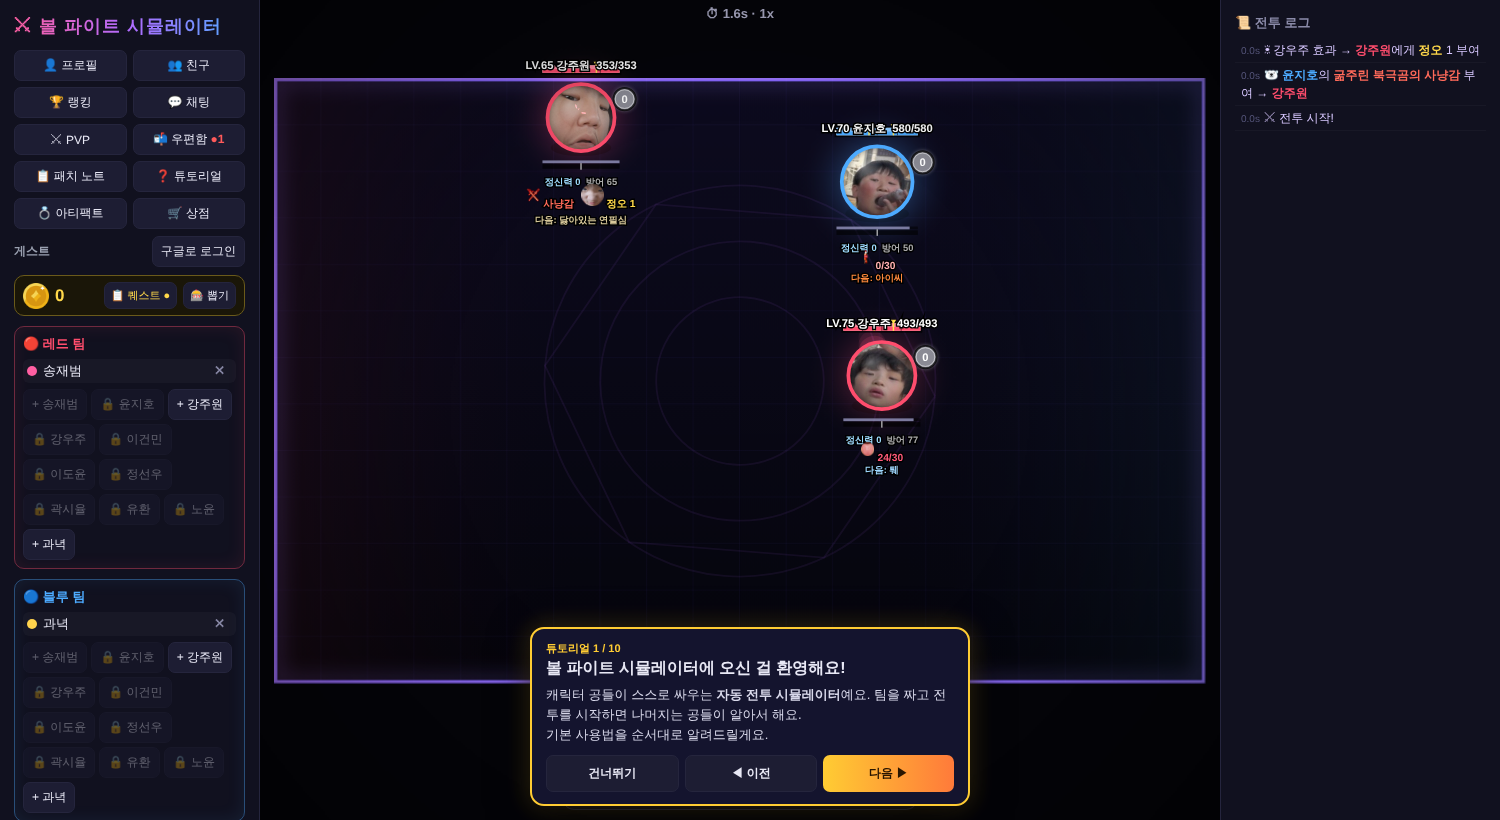 ⚔ 볼 파이트 시뮬레이터
👤 프로필
👥 친구
🏆 랭킹
💬 채팅
⚔ PVP
📬 우편함 ●1
📋 패치 노트
❓ 튜토리얼
💍 아티팩트
🛒 상점
게스트
구글로 로그인
0
📋 퀘스트 ●
🎰 뽑기
🔴 레드 팀
송재범 ✕
+ 송재범
🔒 윤지호
+ 강주원
🔒 강우주
🔒 이건민
🔒 이도윤
🔒 정선우
🔒 곽시율
🔒 유환
🔒 노윤
+ 과녁
🔵 블루 팀
과녁 ✕
+ 송재범
🔒 윤지호
+ 강주원
🔒 강우주
🔒 이건민
🔒 이도윤
🔒 정선우
🔒 곽시율
🔒 유환
🔒 노윤
+ 과녁
⏱ 1.6s · 1x
LV.65 강주원 353/353
0
정신력 0 방어 65
사냥감 정오 1
다음: 닳아있는 연필심
LV.70 윤지호 580/580
0
정신력 0 방어 50
0/30
다음: 아이씨
LV.75 강우주 493/493
0
정신력 0 방어 77
24/30
다음: 퉤
튜토리얼 1 / 10
볼 파이트 시뮬레이터에 오신 걸 환영해요!
캐릭터 공들이 스스로 싸우는 자동 전투 시뮬레이터예요. 팀을 짜고 전
투를 시작하면 나머지는 공들이 알아서 해요.
기본 사용법을 순서대로 알려드릴게요.
건너뛰기
◀ 이전
다음 ▶
📜 전투 로그
0.0s ☀ 강우주 효과 → 강주원에게 정오 1 부여
0.0s 🐻‍❄️ 윤지호의 굶주린 북극곰의 사냥감 부
여 → 강주원
0.0s ⚔ 전투 시작!